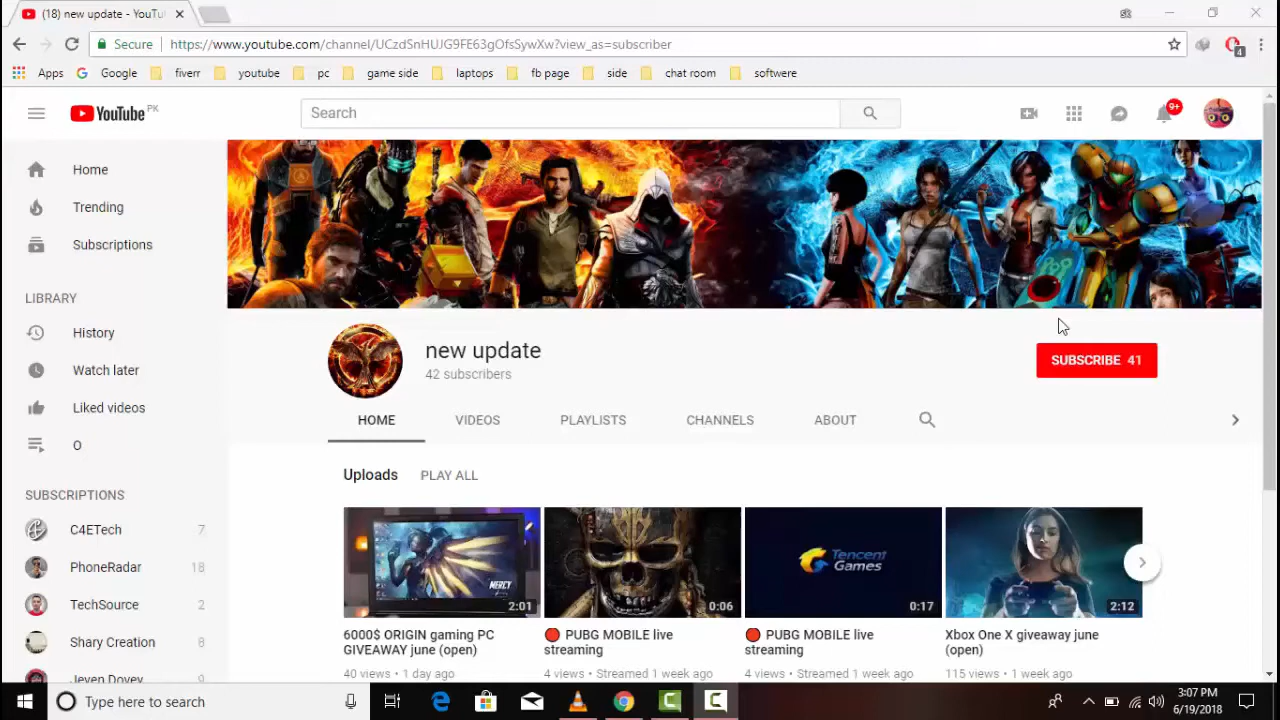 (18) new update - YouTu
Secure
https://www.youtube.com/channel/UCzdSnHUJG9FE63gOfsSywXw?view_as=subscriber
4
Apps Google fiverr youtube pc game side laptops fb page side chat room softwere
YouTube PK
Search
9+
Home
Trending
Subscriptions
LIBRARY
History
Watch later
Liked videos
O
SUBSCRIPTIONS
C4ETech 7
PhoneRadar 18
TechSource 2
Shary Creation 8
Jeven Dovey 9
new update
42 subscribers
SUBSCRIBE 41
HOME VIDEOS PLAYLISTS CHANNELS ABOUT
Uploads PLAY ALL
MERCY
2:01
0:06
Tencent
Games
0:17
2:12
6000$ ORIGIN gaming PC
GIVEAWAY june (open)
40 views • 1 day ago
PUBG MOBILE live
streaming
4 views • Streamed 1 week ago
PUBG MOBILE live
streaming
4 views • Streamed 1 week ago
Xbox One X giveaway june
(open)
115 views • 1 week ago
Type here to search
3:07 PM
6/19/2018